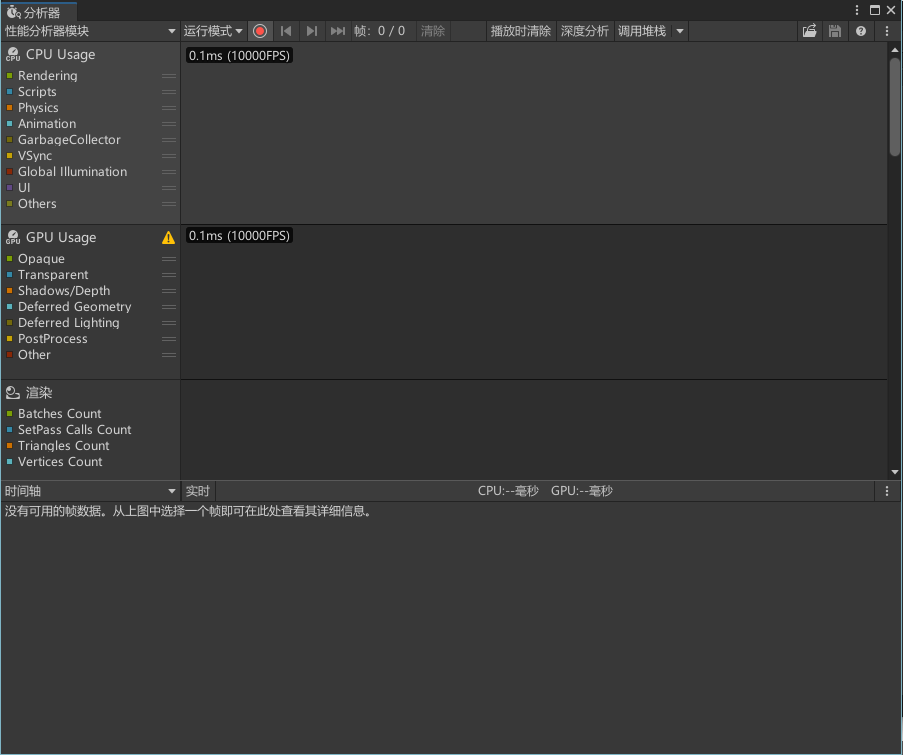 分析器
性能分析器模块 运行模式 帧: 0 / 0 清除 播放时清除 深度分析 调用堆栈
CPU Usage
0.1ms (10000FPS)
Rendering
Scripts
Physics
Animation
GarbageCollector
VSync
Global Illumination
UI
Others
GPU Usage
0.1ms (10000FPS)
Opaque
Transparent
Shadows/Depth
Deferred Geometry
Deferred Lighting
PostProcess
Other
渲染
Batches Count
SetPass Calls Count
Triangles Count
Vertices Count
时间轴 实时 CPU:--毫秒 GPU:--毫秒
没有可用的帧数据。从上图中选择一个帧即可在此处查看其详细信息。